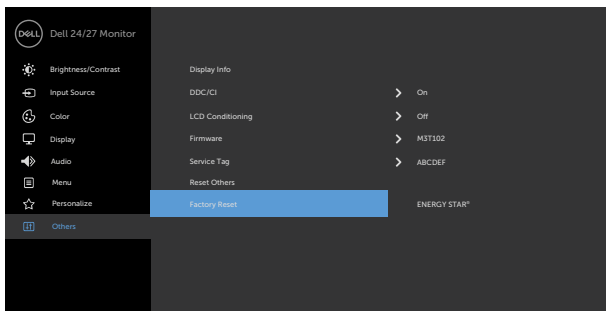 DELL Dell 24/27 Monitor
Brightness/Contrast Display Info
Input Source DDC/CI On
Color LCD Conditioning Off
Display Firmware M3T102
Audio Service Tag ABCDEF
Menu Reset Others
Personalize Factory Reset ENERGY STAR®
Others